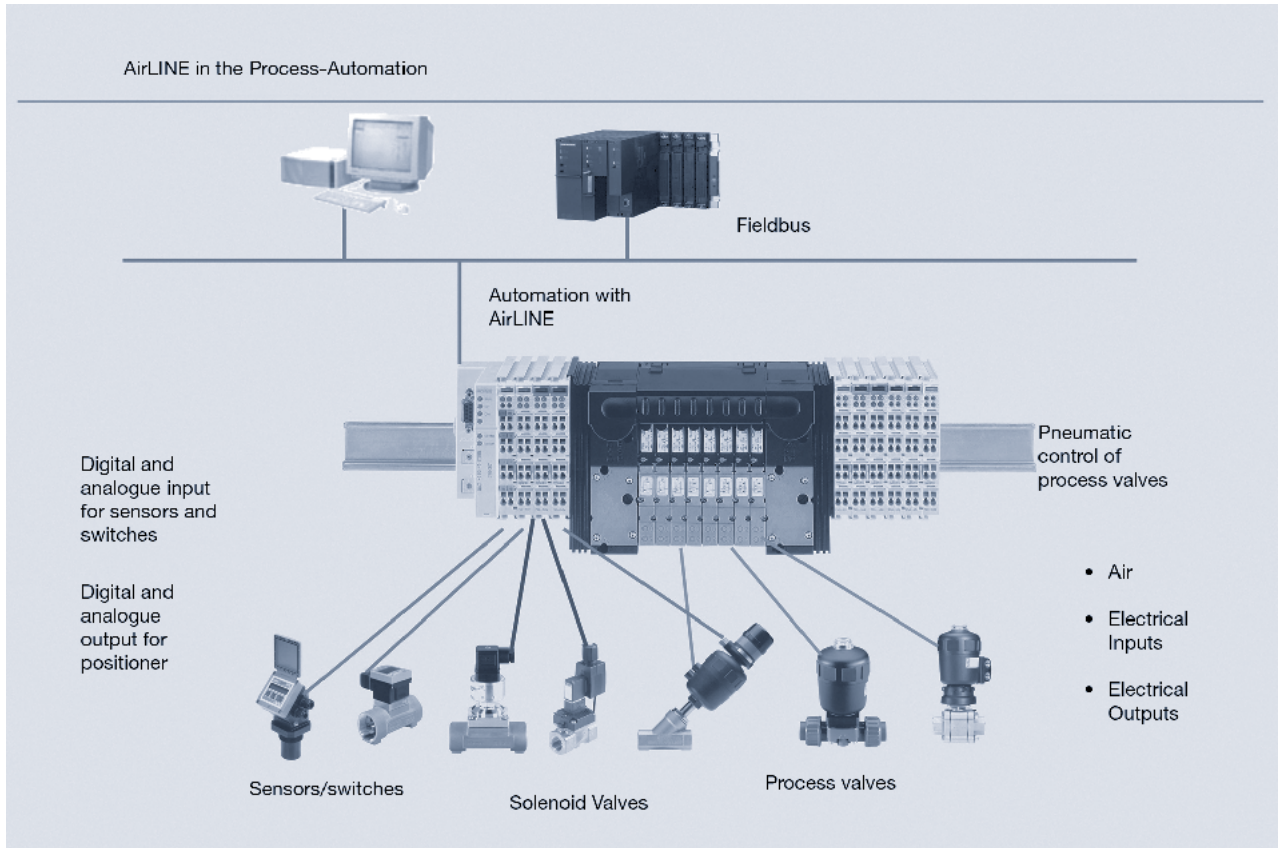 AirLINE in the Process-Automation
Fieldbus
Automation with
AirLINE
Digital and
analogue input
for sensors and
switches
Digital and
analogue
output for
positioner
Pneumatic
control of
process valves
• Air
• Electrical
Inputs
• Electrical
Outputs
Sensors/switches
Solenoid Valves
Process valves